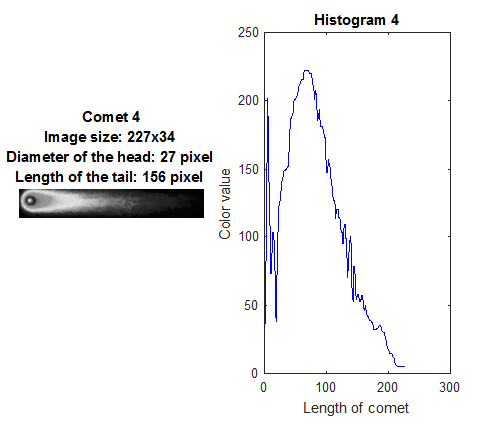 Comet 4
Image size: 227x34
Diameter of the head: 27 pixel
Length of the tail: 156 pixel
Histogram 4
Color value
250
200
150
100
50
0
0 100 200 300
Length of comet